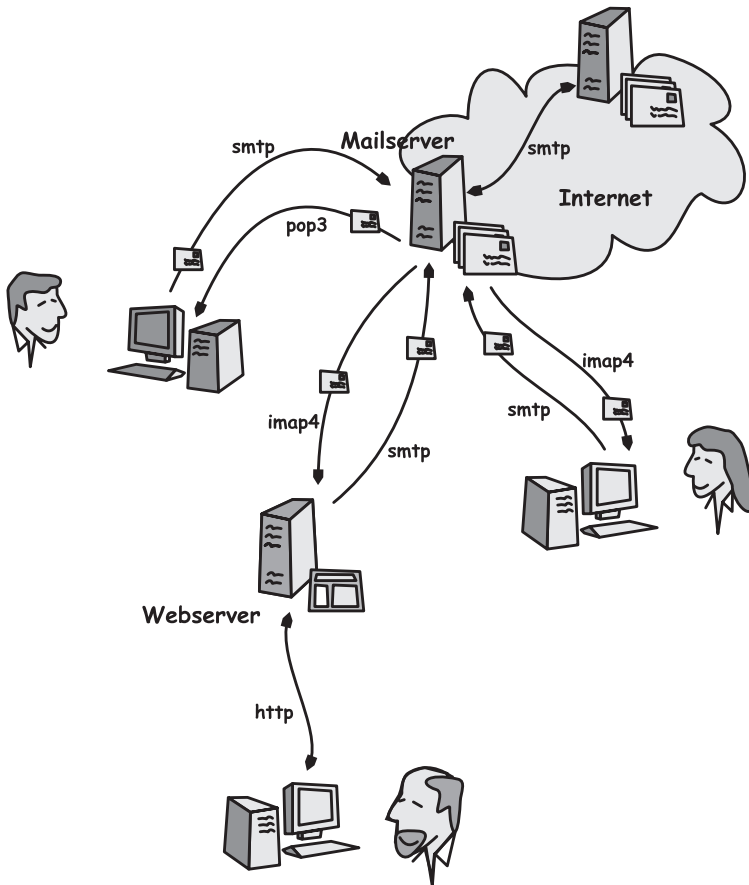 Mailserver
smtp
smtp
Internet
pop3
imap4
imap4
smtp
smtp
Webserver
http